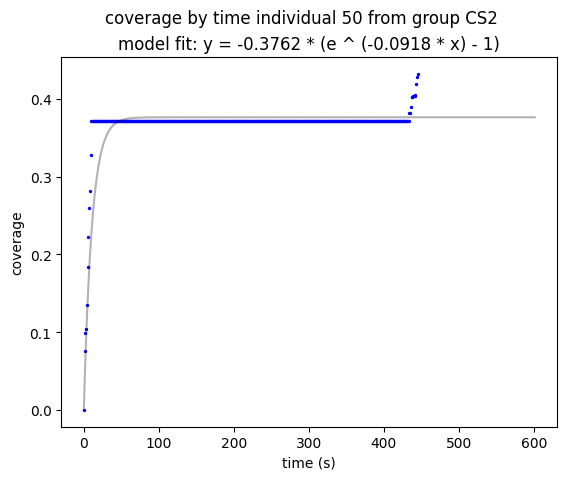 coverage by time individual 50 from group CS2
model fit: y = -0.3762 * (e ^ (-0.0918 * x) - 1)
0.4
0.3
0.2
0.1
0.0
coverage
0 100 200 300 400 500 600
time (s)